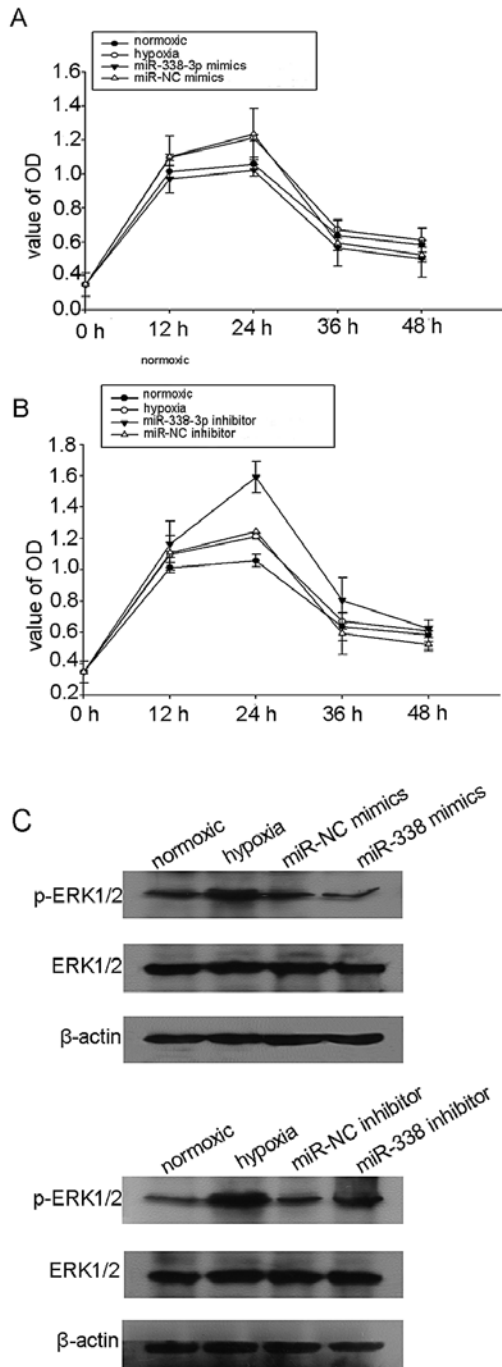 A
normoxic
hypoxia
miR-338-3p mimics
miR-NC mimics
value of OD
1.6
1.4
1.2
1.0
0.8
0.6
0.4
0.0
0 h
12 h
24 h
36 h
48 h
normoxic
B
normoxic
hypoxia
miR-338-3p inhibitor
miR-NC inhibitor
value of OD
1.8
1.6
1.4
1.2
1.0
0.8
0.6
0.4
0.2
0 h
12 h
24 h
36 h
48 h
C
normoxic
hypoxia
miR-NC mimics
miR-338 mimics
p-ERK1/2
ERK1/2
β-actin
normoxic
hypoxia
miR-NC inhibitor
miR-338 inhibitor
p-ERK1/2
ERK1/2
β-actin